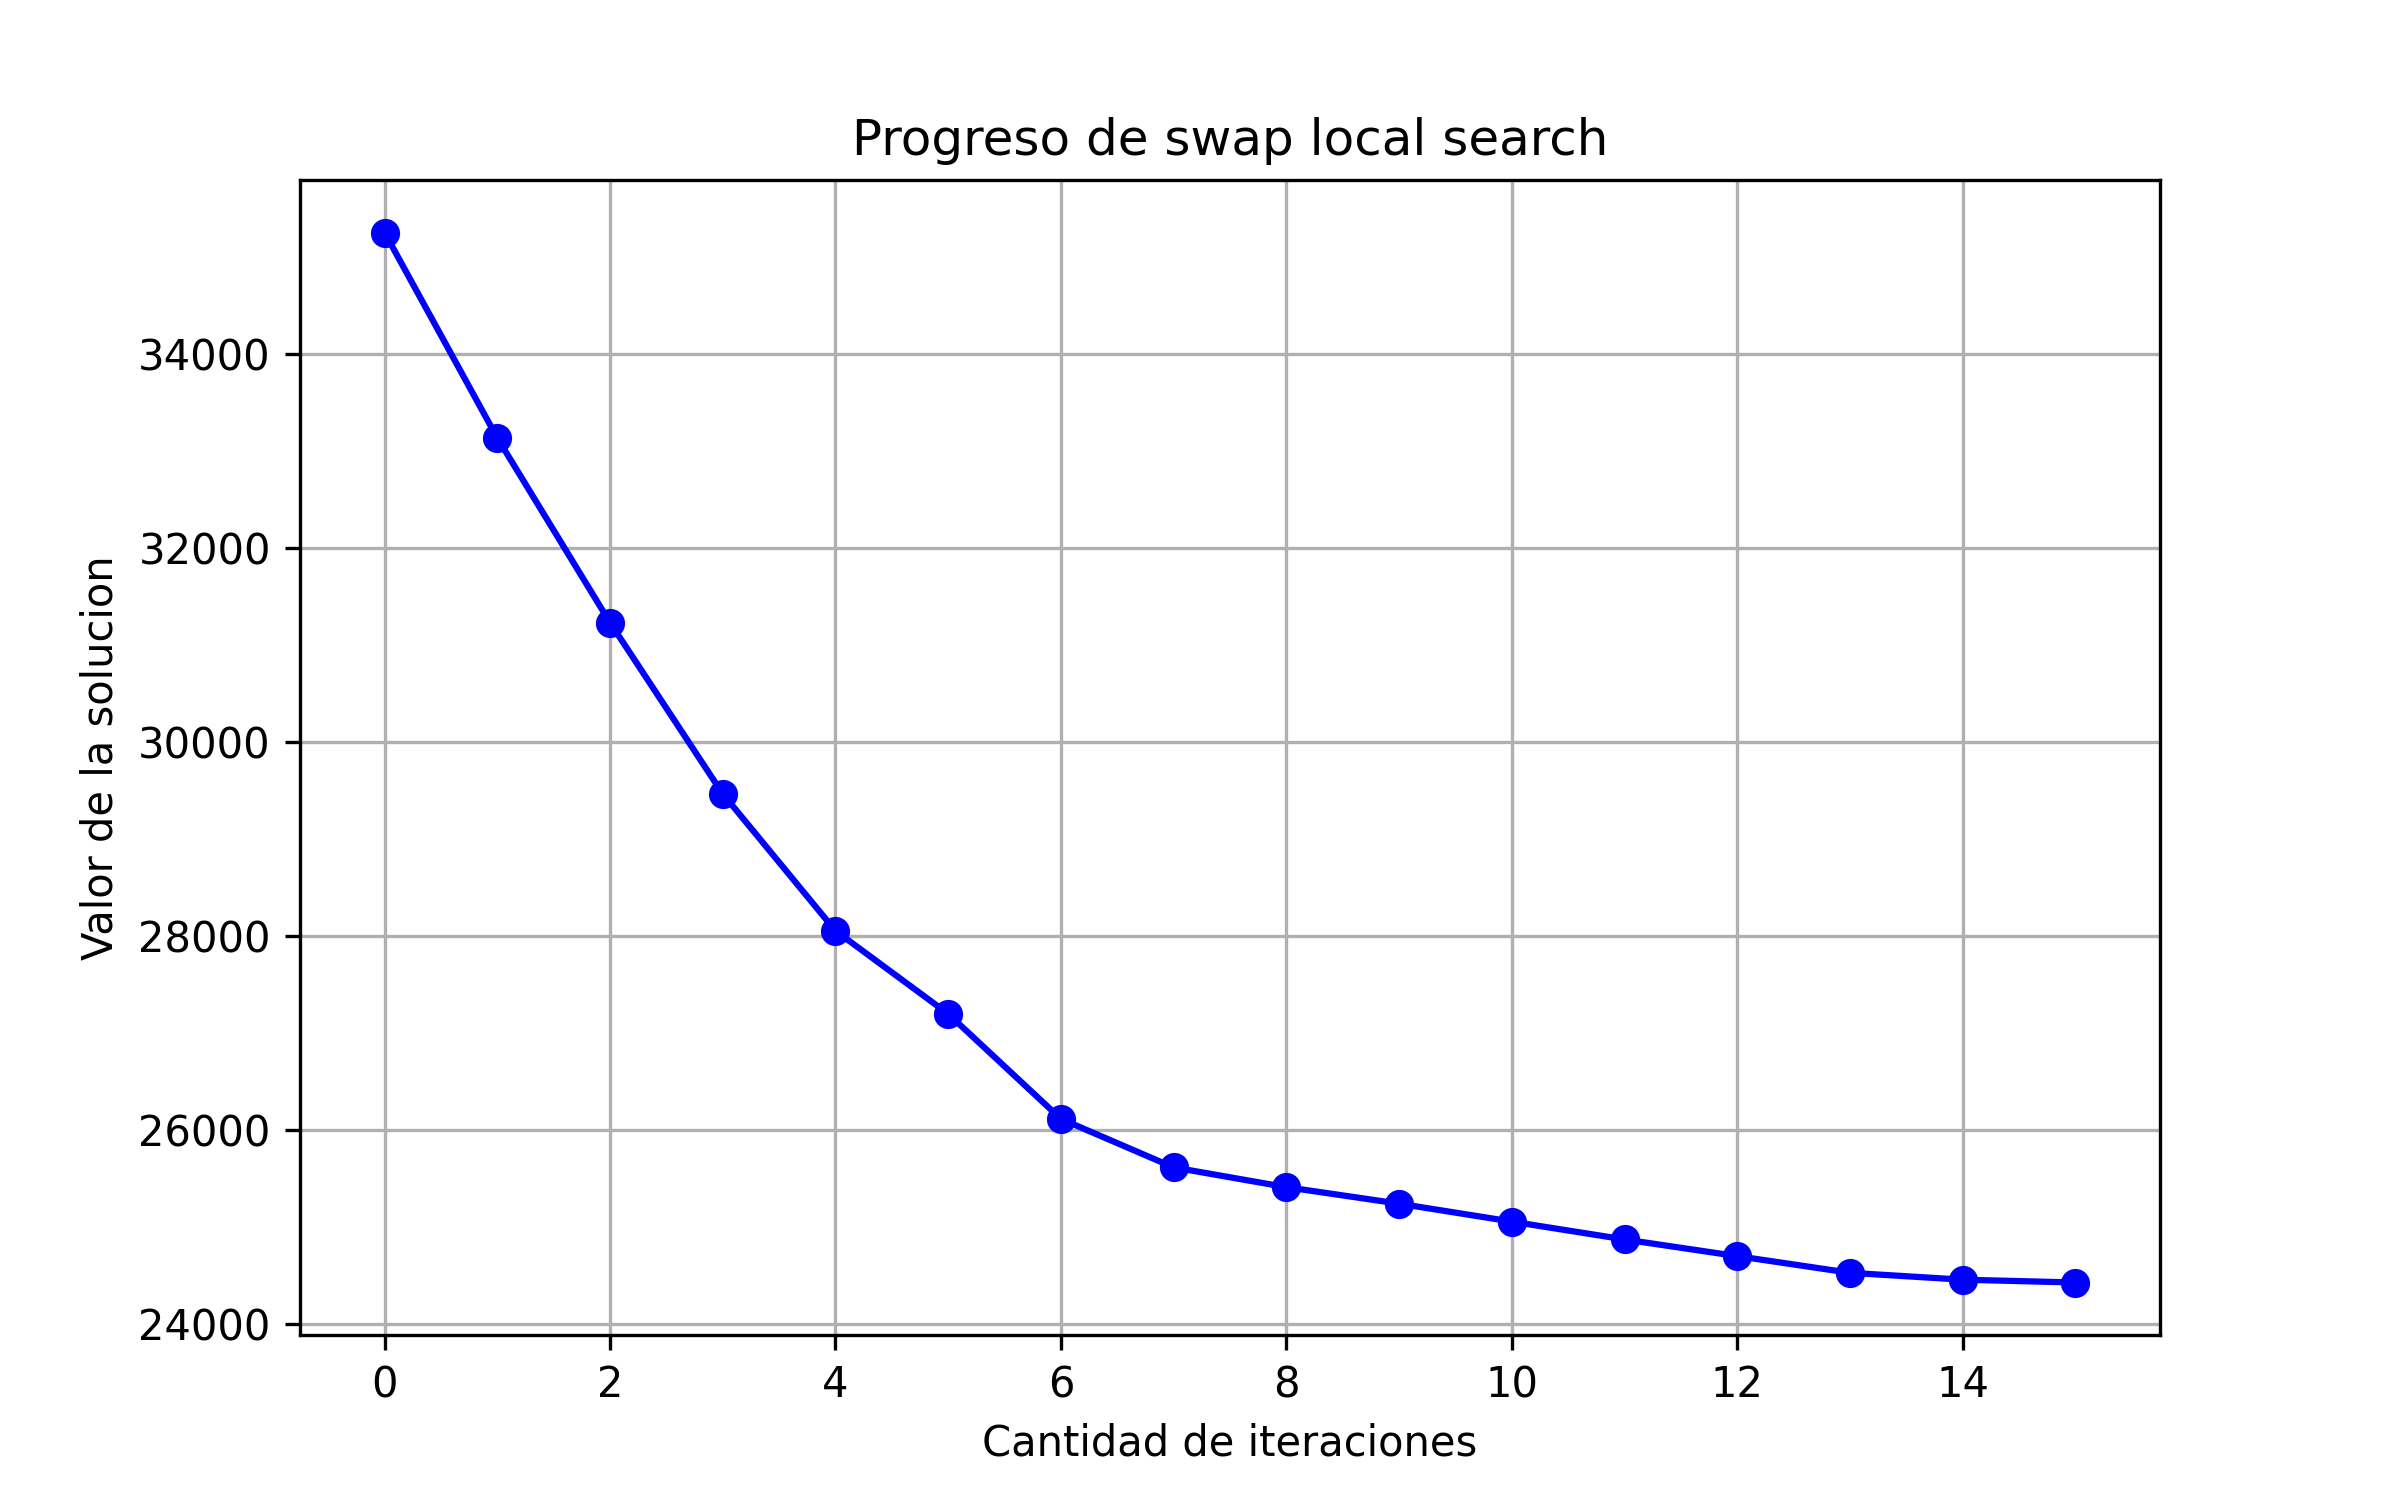 Progreso de swap local search
Valor de la solucion
34000
32000
30000
28000
26000
24000
0 2 4 6 8 10 12 14
Cantidad de iteraciones